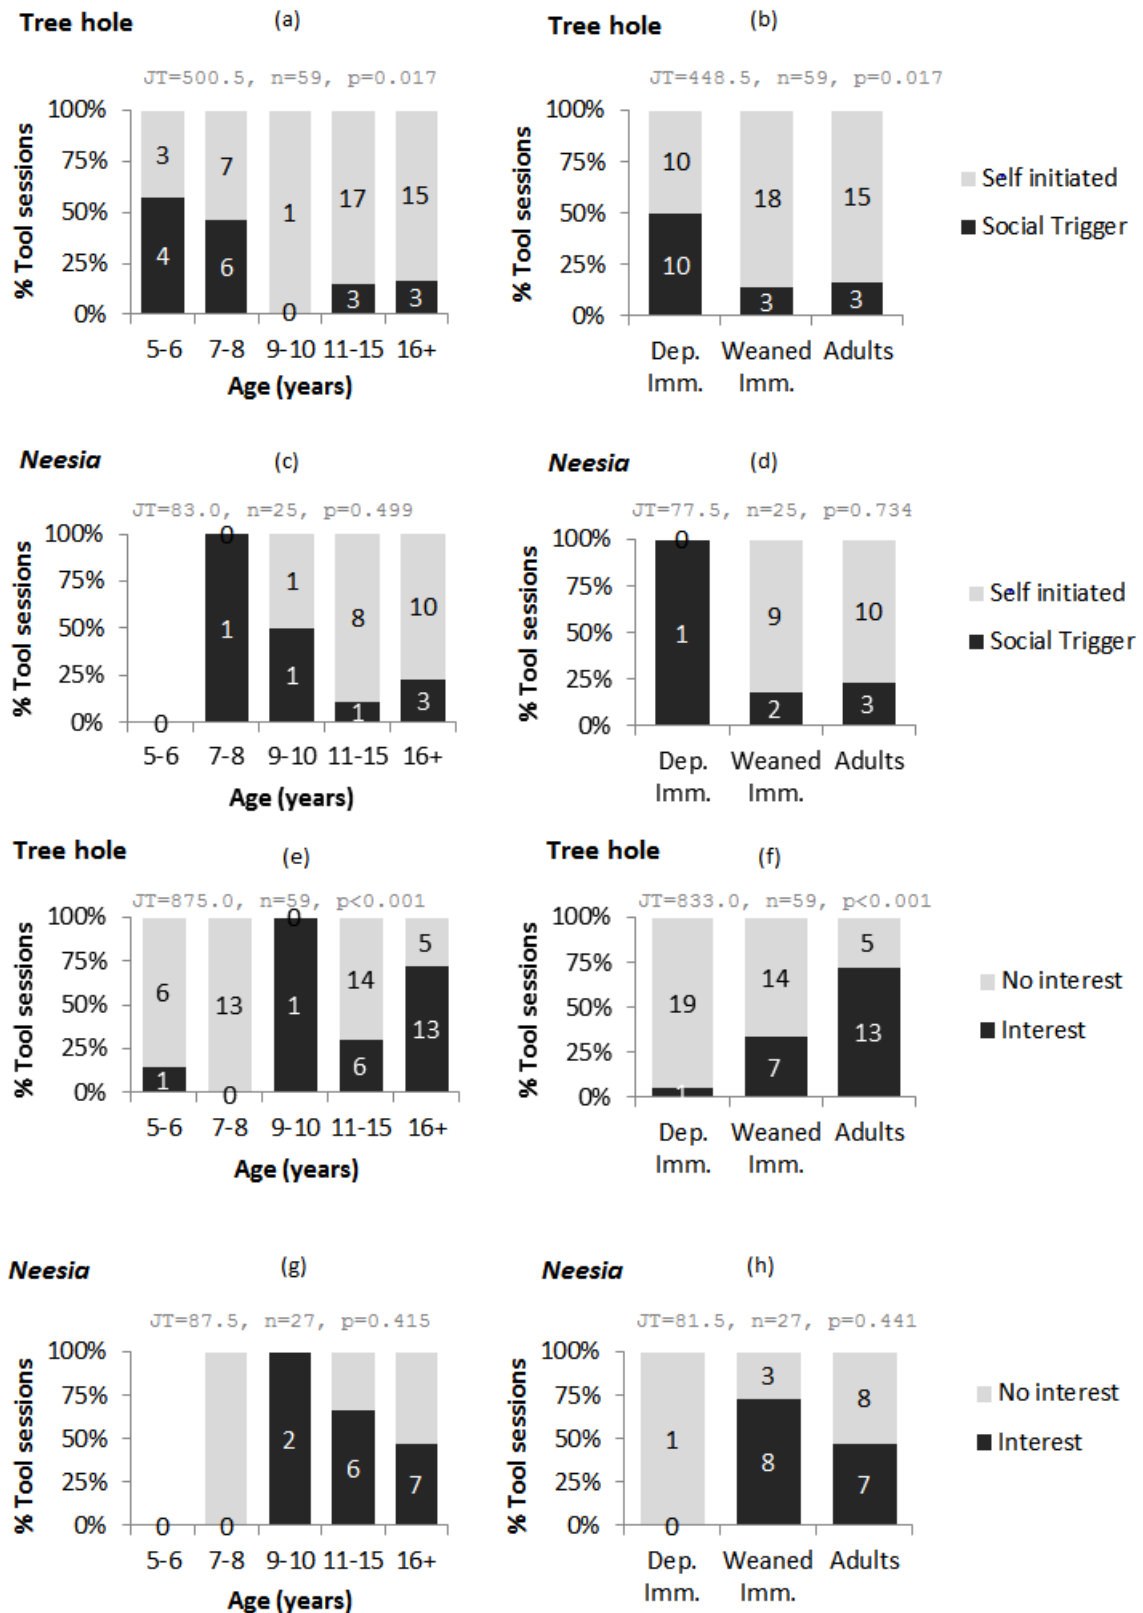 Tree hole (a)
JT=500.5, n=59, p=0.017
% Tool sessions
100%
75%
50%
25%
0%
3 7 1 17 15
4 6 0 3 3
5-6 7-8 9-10 11-15 16+
Age (years)
Tree hole (b)
JT=448.5, n=59, p=0.017
% Tool sessions
100%
75%
50%
25%
0%
10 18 15
10 3 3
Dep. Weaned Adults
Imm. Imm.
Self initiated
Social Trigger
Neesia (c)
JT=83.0, n=25, p=0.499
% Tool sessions
100%
75%
50%
25%
0%
0 1 8 10
0 1 1 1 3
5-6 7-8 9-10 11-15 16+
Age (years)
Neesia (d)
JT=77.5, n=25, p=0.734
% Tool sessions
100%
75%
50%
25%
0%
0 9 10
1 2 3
Dep. Weaned Adults
Imm. Imm.
Self initiated
Social Trigger
Tree hole (e)
JT=875.0, n=59, p<0.001
% Tool sessions
100%
75%
50%
25%
0%
6 13 0 14 5
1 0 1 6 13
5-6 7-8 9-10 11-15 16+
Age (years)
Tree hole (f)
JT=833.0, n=59, p<0.001
% Tool sessions
100%
75%
50%
25%
0%
19 14 5
1 7 13
Dep. Weaned Adults
Imm. Imm.
No interest
Interest
Neesia (g)
JT=87.5, n=27, p=0.415
% Tool sessions
100%
75%
50%
25%
0%
0 0 2 6 7
5-6 7-8 9-10 11-15 16+
Age (years)
Neesia (h)
JT=81.5, n=27, p=0.441
% Tool sessions
100%
75%
50%
25%
0%
1 3 8
0 8 7
Dep. Weaned Adults
Imm. Imm.
No interest
Interest